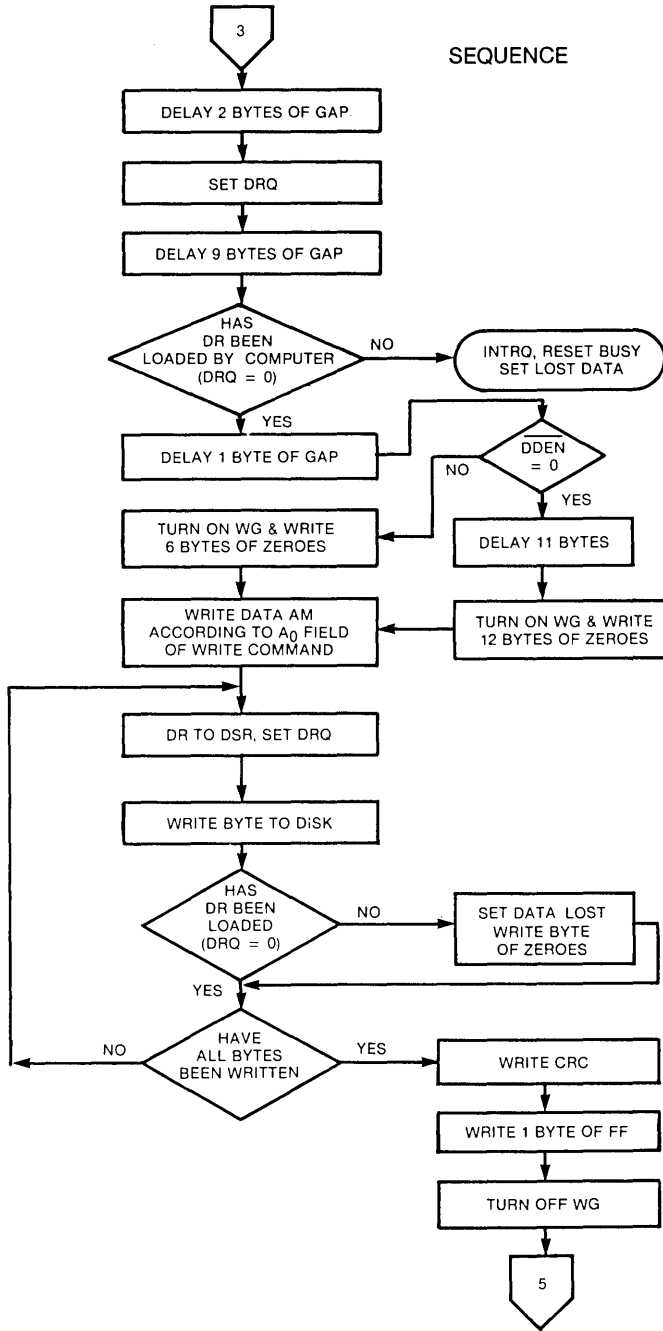 3
SEQUENCE
DELAY 2 BYTES OF GAP
SET DRQ
DELAY 9 BYTES OF GAP
HAS
DR BEEN
LOADED BY COMPUTER
(DRQ = 0)
NO
INTRQ, RESET BUSY
SET LOST DATA
YES
DELAY 1 BYTE OF GAP
DDEN
= 0
NO
YES
TURN ON WG & WRITE
6 BYTES OF ZEROES
DELAY 11 BYTES
WRITE DATA AM
ACCORDING TO A0 FIELD
OF WRITE COMMAND
TURN ON WG & WRITE
12 BYTES OF ZEROES
DR TO DSR, SET DRQ
WRITE BYTE TO DiSK
HAS
DR BEEN
LOADED
(DRQ = 0)
NO
SET DATA LOST
WRITE BYTE
OF ZEROES
YES
HAVE
ALL BYTES
BEEN WRITTEN
NO
YES
WRITE CRC
WRITE 1 BYTE OF FF
TURN OFF WG
5